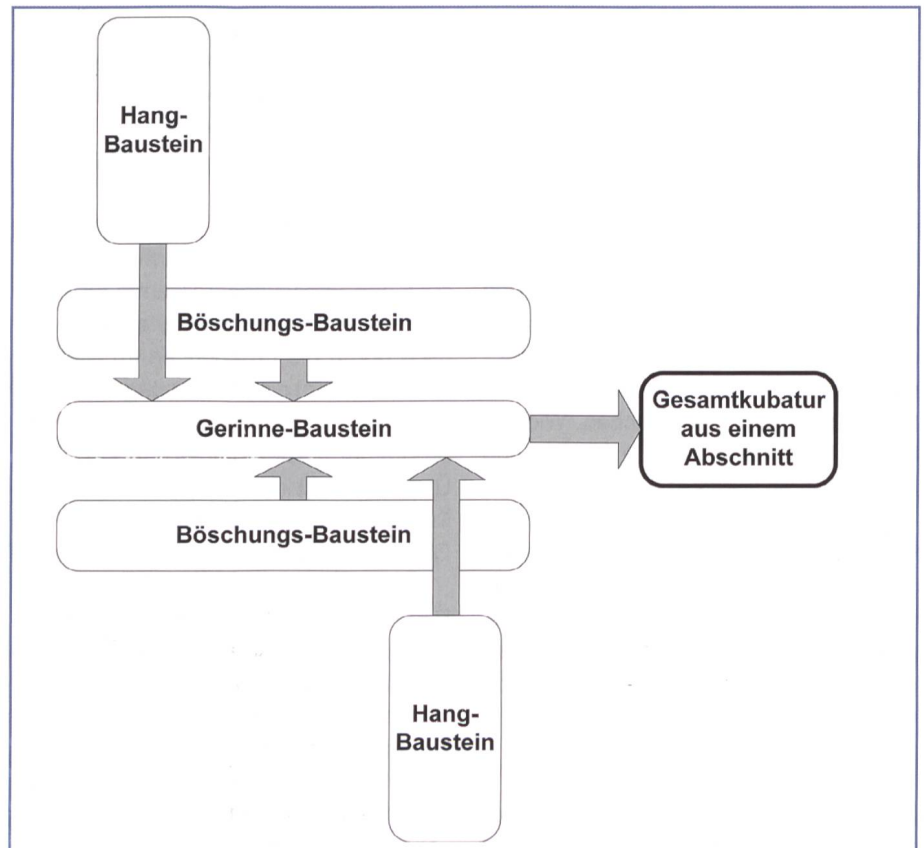 Hang-
Baustein
Böschungs-Baustein
Gerinne-Baustein
Gesamtkubatur
aus einem
Abschnitt
Böschungs-Baustein
Hang-
Baustein